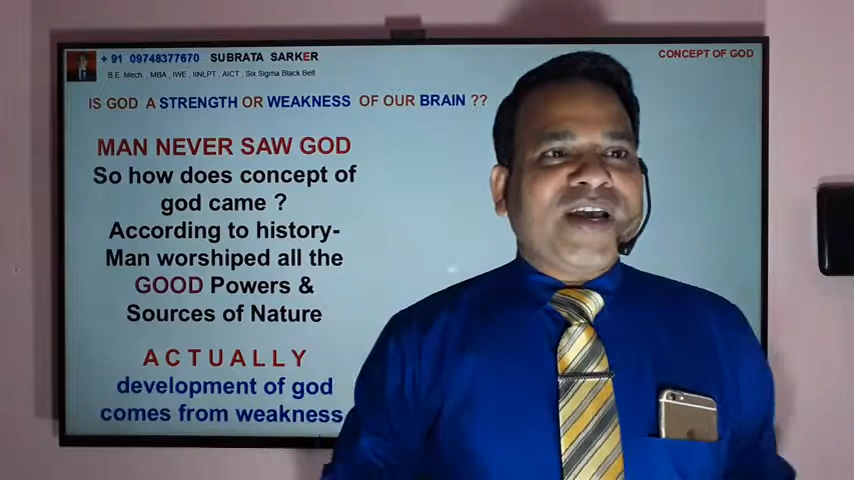 + 91 09748377670 SUBRATA SARKER
B.E. Mech., MBA, IWE, IINLPT, AICT, Six Sigma Black Belt
CONCEPT OF GOD
IS GOD A STRENGTH OR WEAKNESS OF OUR BRAIN ??
MAN NEVER SAW GOD
So how does concept of
god came ?
According to history-
Man worshiped all the
GOOD Powers &
Sources of Nature
ACTUALLY
development of god
comes from weakness